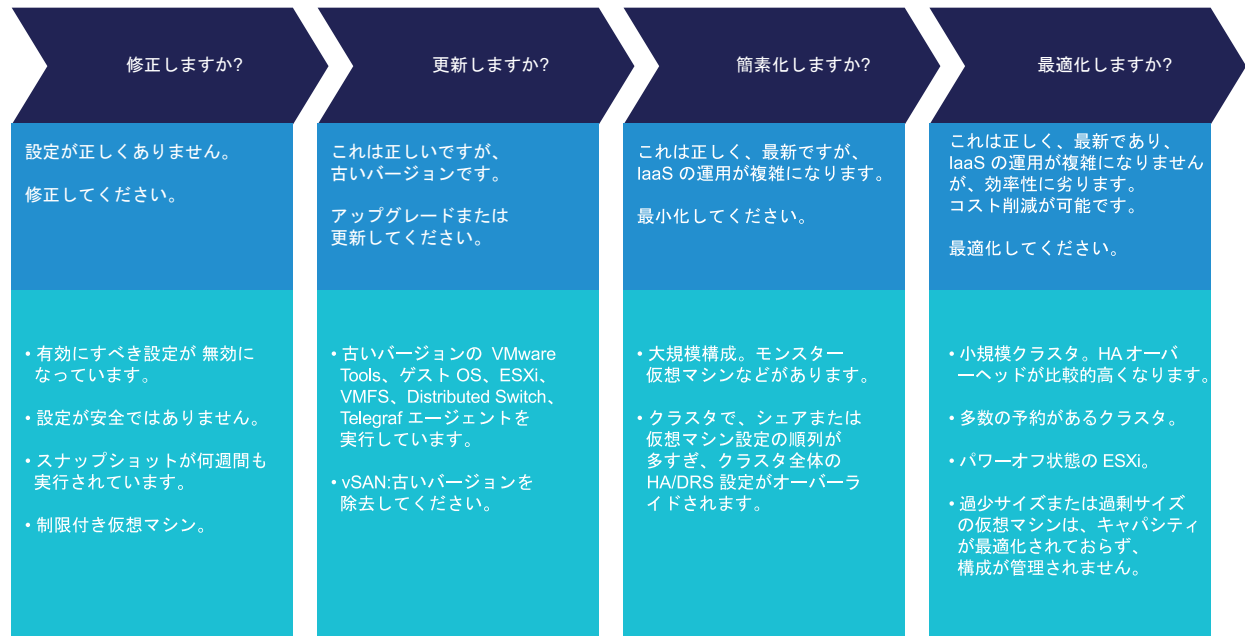 修正しますか?
更新しますか?
簡素化しますか?
最適化しますか?
設定が正しくありません。
修正してください。
これは正しいですが、
古いバージョンです。
アップグレードまたは
更新してください。
これは正しく、最新ですが、
IaaS の運用が複雑になります。
最小化してください。
これは正しく、最新であり、
IaaS の運用が複雑になりません
が、効率性に劣ります。
コスト削減が可能です。
最適化してください。
• 有効にすべき設定が 無効に
なっています。
• 設定が安全ではありません。
• スナップショットが何週間も
実行されています。
• 制限付き仮想マシン。
• 古いバージョンの VMware
Tools、ゲスト OS、ESXi、
VMFS、Distributed Switch、
Telegraf エージェントを
実行しています。
• vSAN:古いバージョンを
除去してください。
• 大規模構成。モンスター
仮想マシンなどがあります。
• クラスタで、シェアまたは
仮想マシン設定の順列が
多すぎ、クラスタ全体の
HA/DRS 設定がオーバーラ
イドされます。
• 小規模クラスタ。HA オーバ
ーヘッドが比較的高くなります。
• 多数の予約があるクラスタ。
• パワーオフ状態の ESXi。
• 過少サイズまたは過剰サイズ
の仮想マシンは、キャパシティ
が最適化されておらず、
構成が管理されません。